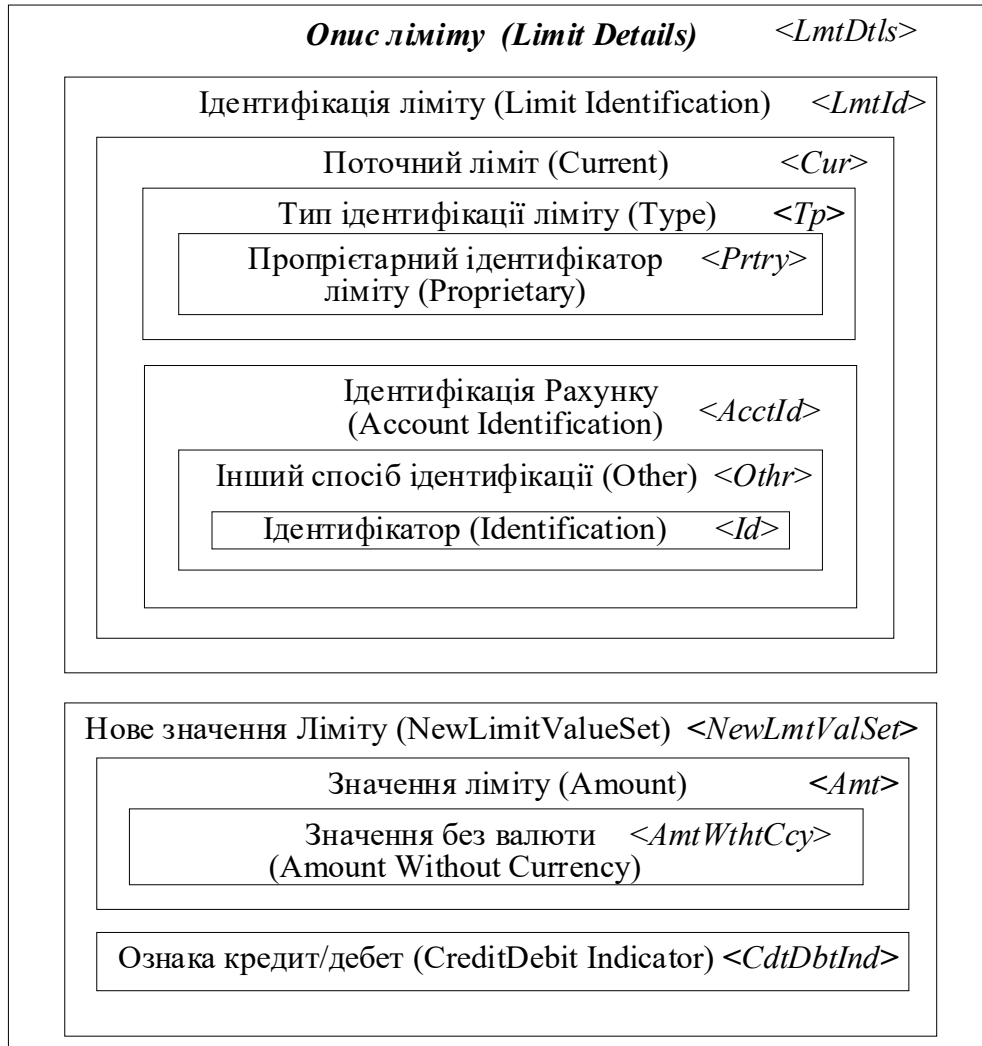 Опис ліміту (Limit Details) <LmtDtls>
Ідентифікація ліміту (Limit Identification) <LmtId>
Поточний ліміт (Current) <Cur>
Тип ідентифікації ліміту (Type) <Tp>
Пропрієтарний ідентифікатор <Prtry>
ліміту (Proprietary)
Ідентифікація Рахунку
(Account Identification) <AcctId>
Інший спосіб ідентифікації (Other) <Othr>
Ідентифікатор (Identification) <Id>
Нове значення Ліміту (NewLimitValueSet) <NewLmtValSet>
Значення ліміту (Amount) <Amt>
Значення без валюти <AmtWthtCcy>
(Amount Without Currency)
Ознака кредит/дебет (CreditDebit Indicator) <CdtDbtInd>